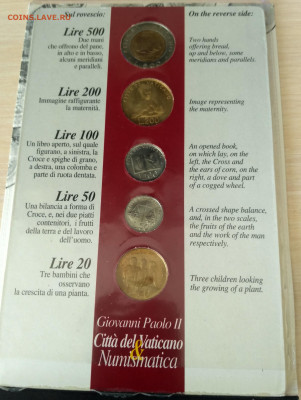 COINS.LAVE.RU
sul rovescio:
On the reverse side:
Lire 500
Due mani
che offrono del pane,
in alto e in basso,
alcuni meridiani
e paralleli.
Two hands
offering bread,
up and below, some
meridians and
parallels.
Lire 200
Immagine raffigurante
la maternità.
Image representing
the maternity.
Lire 100
Un libro aperto, sul quale
figurano, a sinistra, la
Croce e spighe di grano,
a destra, una colomba e
parte di ruota dentata.
An opened book,
on which lay, on the
left, the Cross and
the ears of corn, on the
right, a dove and part
of a cogged wheel.
Lire 50
Una bilancia a forma di
Croce, e, nei due piatti
contenitori, i frutti
della terra e del lavoro
dell'uomo.
A crossed shape balance,
and, in the two scales,
the fruits of the earth
and the work of the man
respectively.
Lire 20
Tre bambini che
osservano
la crescita di una pianta.
Three children looking
the growing of a plant.
Giovanni Paolo II
Città del Vaticano
&
Numismatica